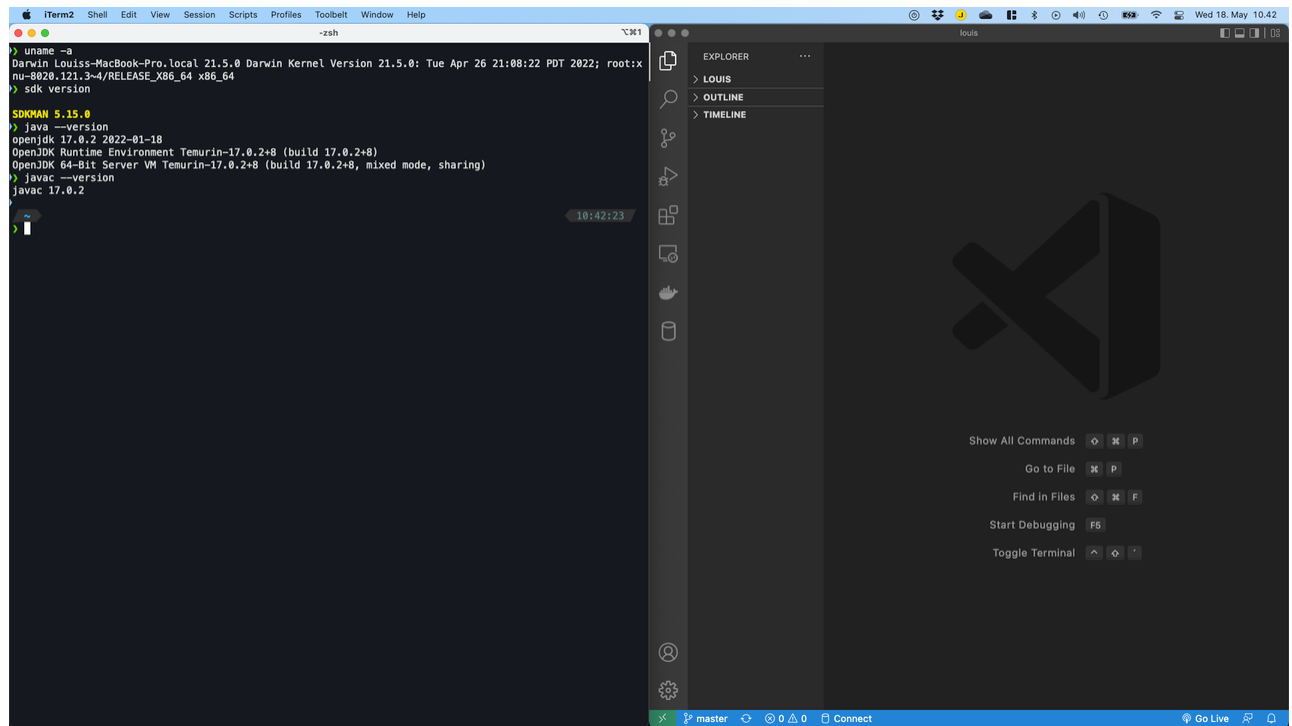 iTerm2 Shell Edit View Session Scripts Profiles Toolbelt Window Help
Wed 18. May 10.42
-zsh
⌥⌘1
❯ uname -a
Darwin Louiss-MacBook-Pro.local 21.5.0 Darwin Kernel Version 21.5.0: Tue Apr 26 21:08:22 PDT 2022; root:x
nu-8020.121.3~4/RELEASE_X86_64 x86_64
❯ sdk version
SDKMAN 5.15.0
❯ java --version
openjdk 17.0.2 2022-01-18
OpenJDK Runtime Environment Temurin-17.0.2+8 (build 17.0.2+8)
OpenJDK 64-Bit Server VM Temurin-17.0.2+8 (build 17.0.2+8, mixed mode, sharing)
❯ javac --version
javac 17.0.2
~
10:42:23
❯
louis
EXPLORER
LOUIS
OUTLINE
TIMELINE
Show All Commands ⇧ ⌘ P
Go to File ⌘ P
Find in Files ⇧ ⌘ F
Start Debugging F5
Toggle Terminal ^ ⇧ '
master
0 0
Connect
Go Live